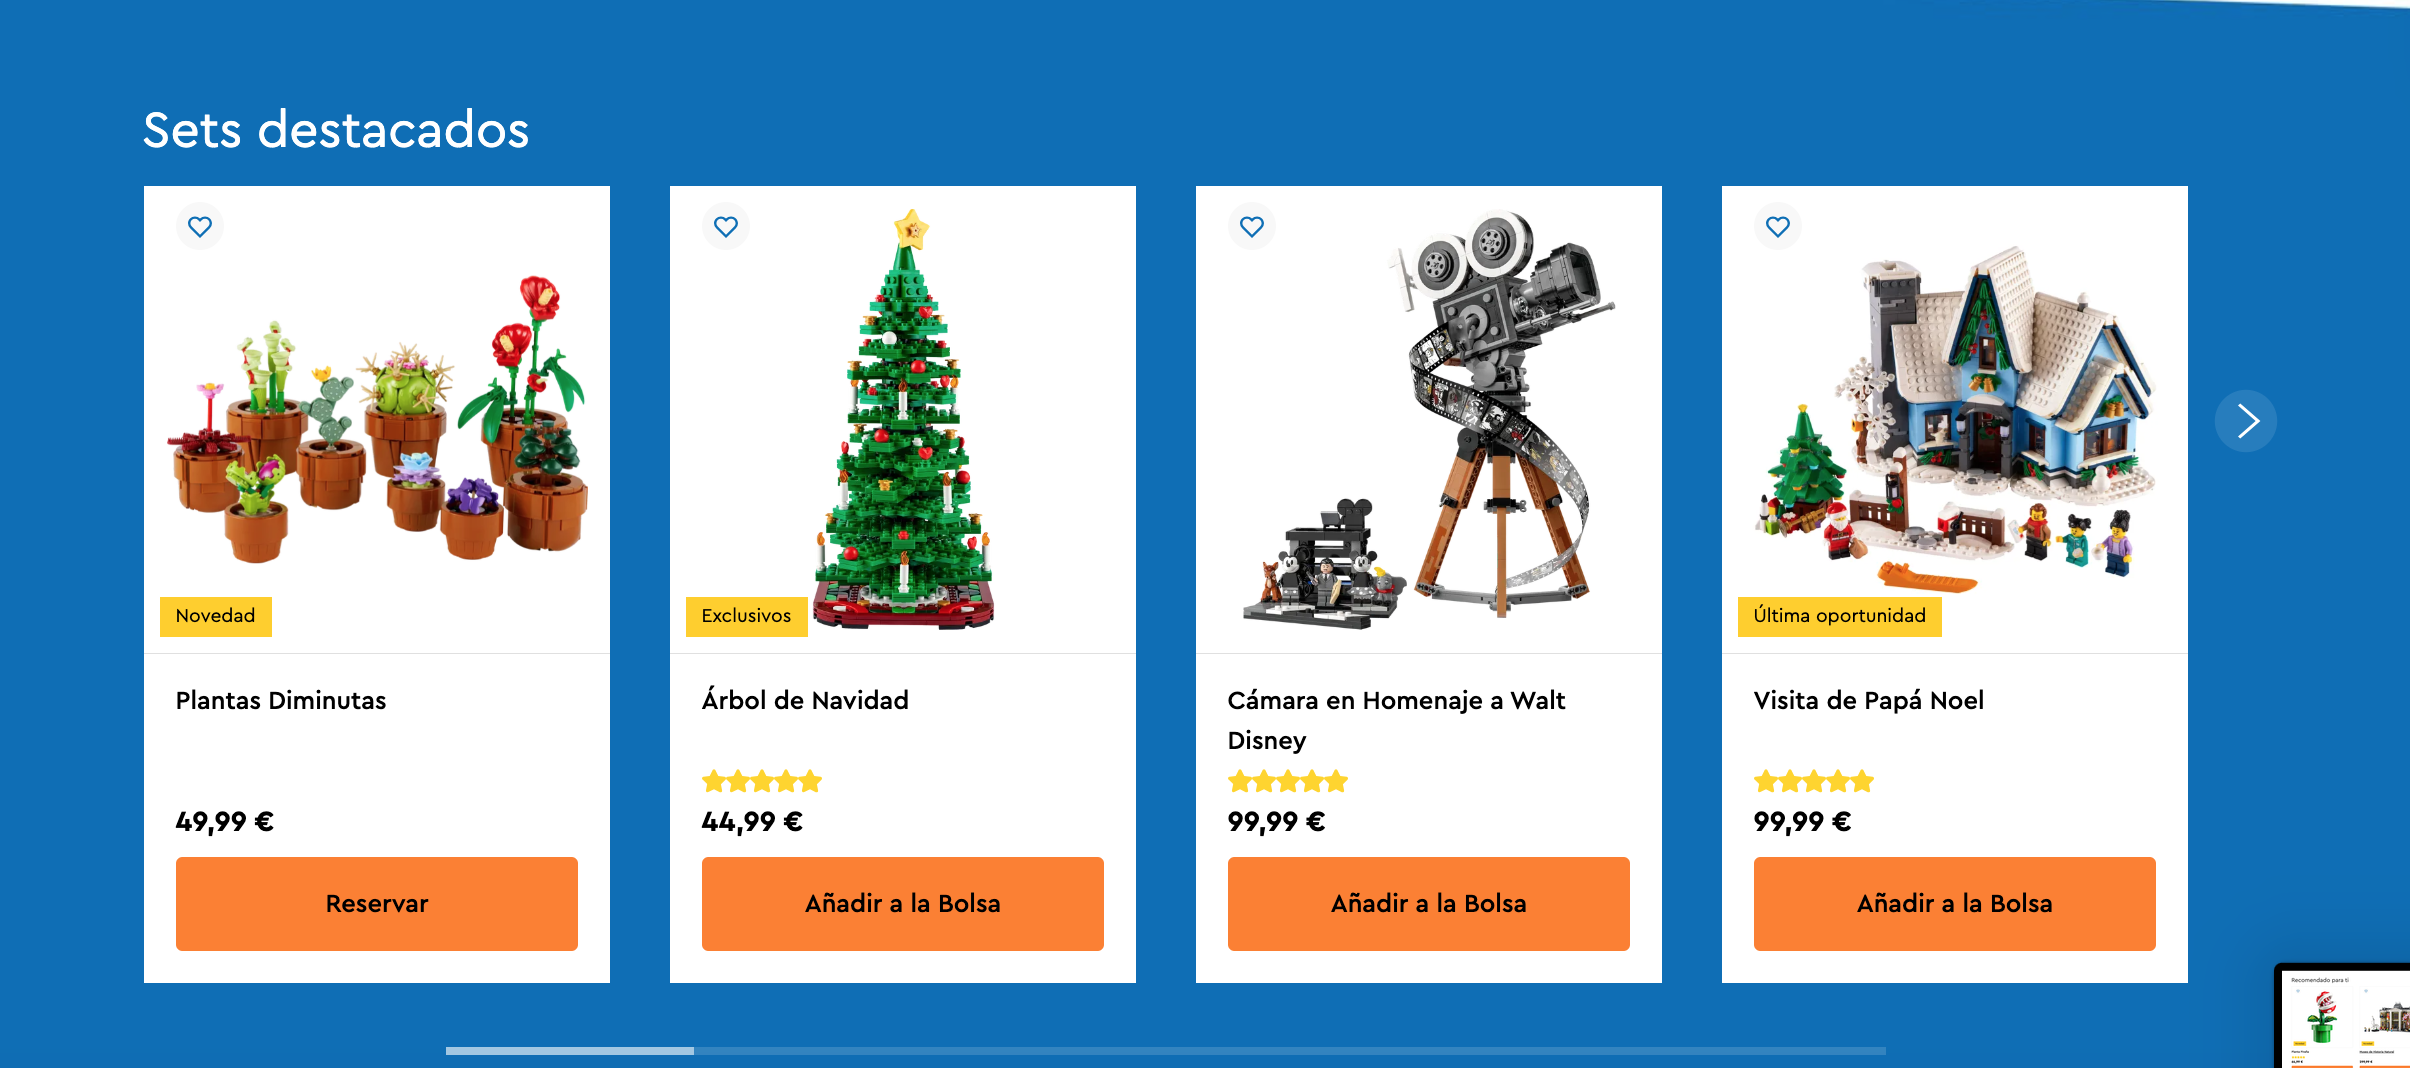 Sets destacados
Novedad
Plantas Diminutas
49,99 €
Reservar
Exclusivos
Árbol de Navidad
44,99 €
Añadir a la Bolsa
Cámara en Homenaje a Walt
Disney
99,99 €
Añadir a la Bolsa
Última oportunidad
Visita de Papá Noel
99,99 €
Añadir a la Bolsa
Recomendado para ti